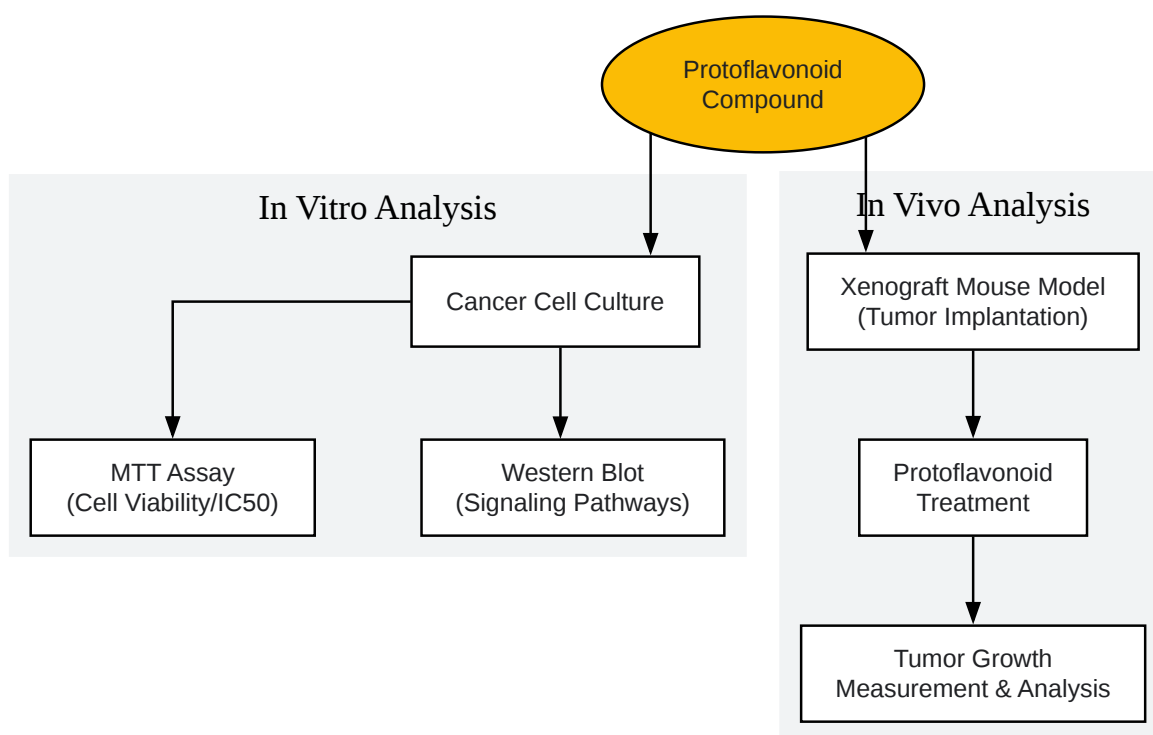 Protoflavonoid
Compound
In Vitro Analysis
Cancer Cell Culture
MTT Assay
(Cell Viability/IC50)
Western Blot
(Signaling Pathways)
In Vivo Analysis
Xenograft Mouse Model
(Tumor Implantation)
Protoflavonoid
Treatment
Tumor Growth
Measurement & Analysis